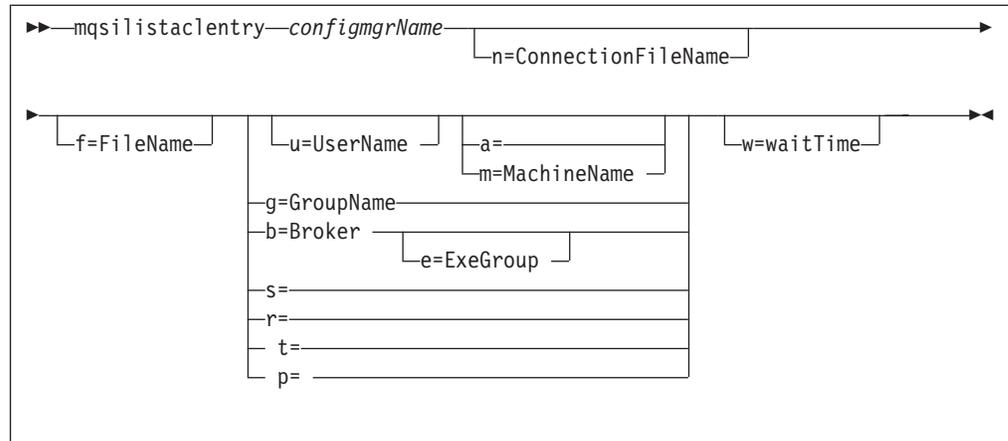 mqsilistaclentry configmgrName
n=ConnectionFileName
f=FileName
u=UserName
a=
m=MachineName
w=waitTime
g=GroupName
b=Broker
e=ExeGroup
s=
r=
t=
p=